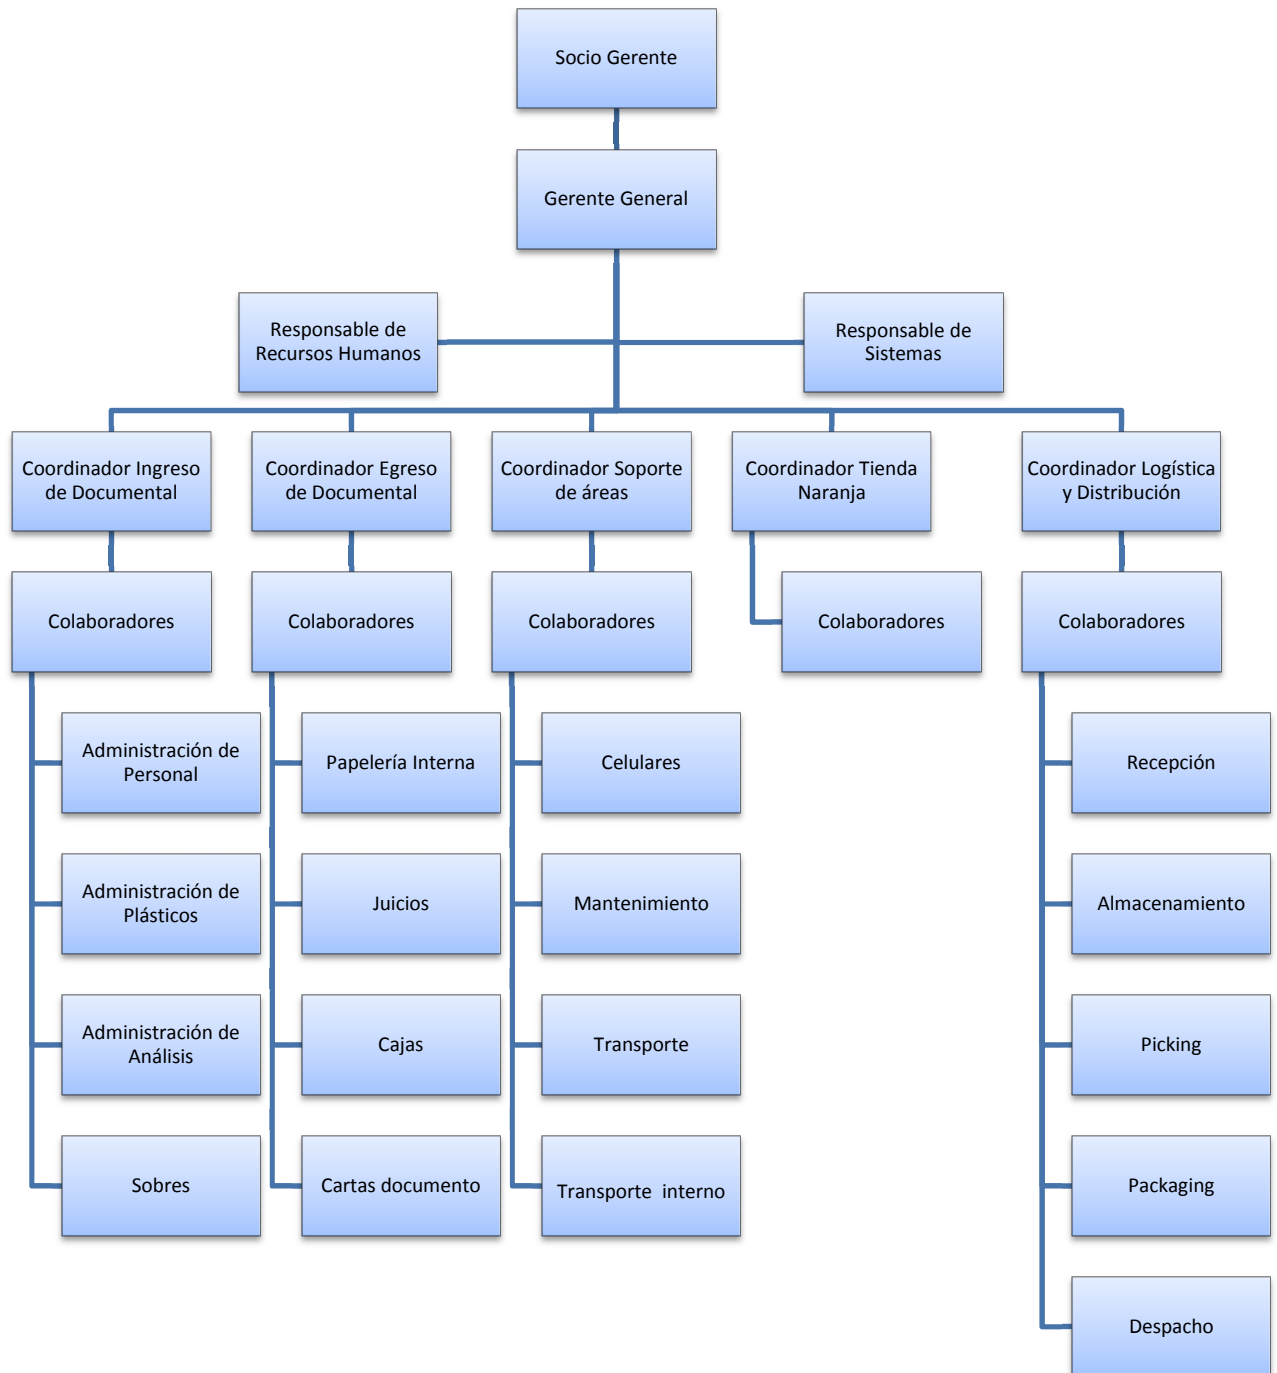 Socio Gerente
Gerente General
Responsable de
Recursos Humanos
Responsable de
Sistemas
Coordinador Ingreso
de Documental
Coordinador Egreso
de Documental
Coordinador Soporte
de áreas
Coordinador Tienda
Naranja
Coordinador Logística
y Distribución
Colaboradores
Colaboradores
Colaboradores
Colaboradores
Colaboradores
Administración de
Personal
Papelería Interna
Celulares
Recepción
Administración de
Plásticos
Juicios
Mantenimiento
Almacenamiento
Administración de
Análisis
Cajas
Transporte
Picking
Sobres
Cartas documento
Transporte  interno
Packaging
Despacho